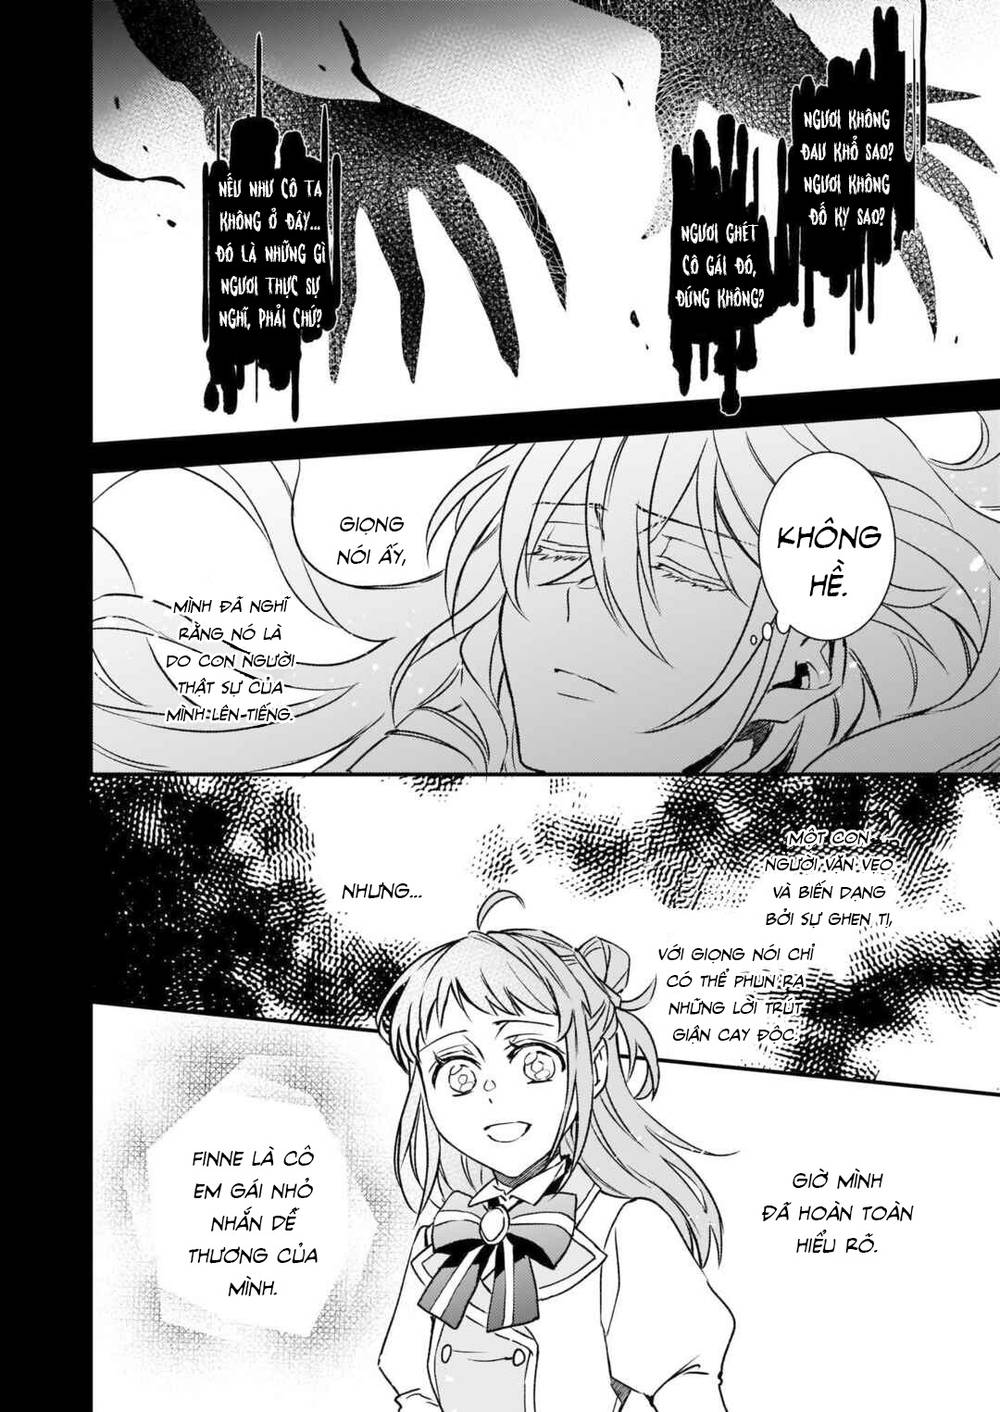 NGƯƠI KHÔNG
ĐAU KHỔ SAO?
NGƯƠI KHÔNG
ĐỐ KỴ SAO?
NGƯƠI GHÉT
CÔ GÁI ĐÓ,
ĐÚNG KHÔNG?
NẾU NHƯ CÔ TA
KHÔNG Ở ĐÂY...
ĐÓ LÀ NHỮNG GÌ
NGƯƠI THỰC SỰ
NGHĨ, PHẢI CHỨ?
KHÔNG
HỀ.
GIỌNG
NÓI ẤY,
MÌNH ĐÃ NGHĨ
RẰNG NÓ LÀ
DO CON NGƯỜI
THẬT SỰ CỦA
MÌNH LÊN TIẾNG.
MỘT CON
NGƯỜI VẶN VẸO
VÀ BIẾN DẠNG
BỞI SỰ GHEN TỊ,
VỚI GIỌNG NÓI CHỈ
CÓ THỂ PHUN RA
NHỮNG LỜI TRÚT
GIẬN CAY ĐỘC.
NHƯNG...
GIỜ MÌNH
ĐÃ HOÀN TOÀN
HIỂU RÕ.
FINNE LÀ CÔ
EM GÁI NHỎ
NHẮN DỄ
THƯƠNG CỦA
MÌNH.